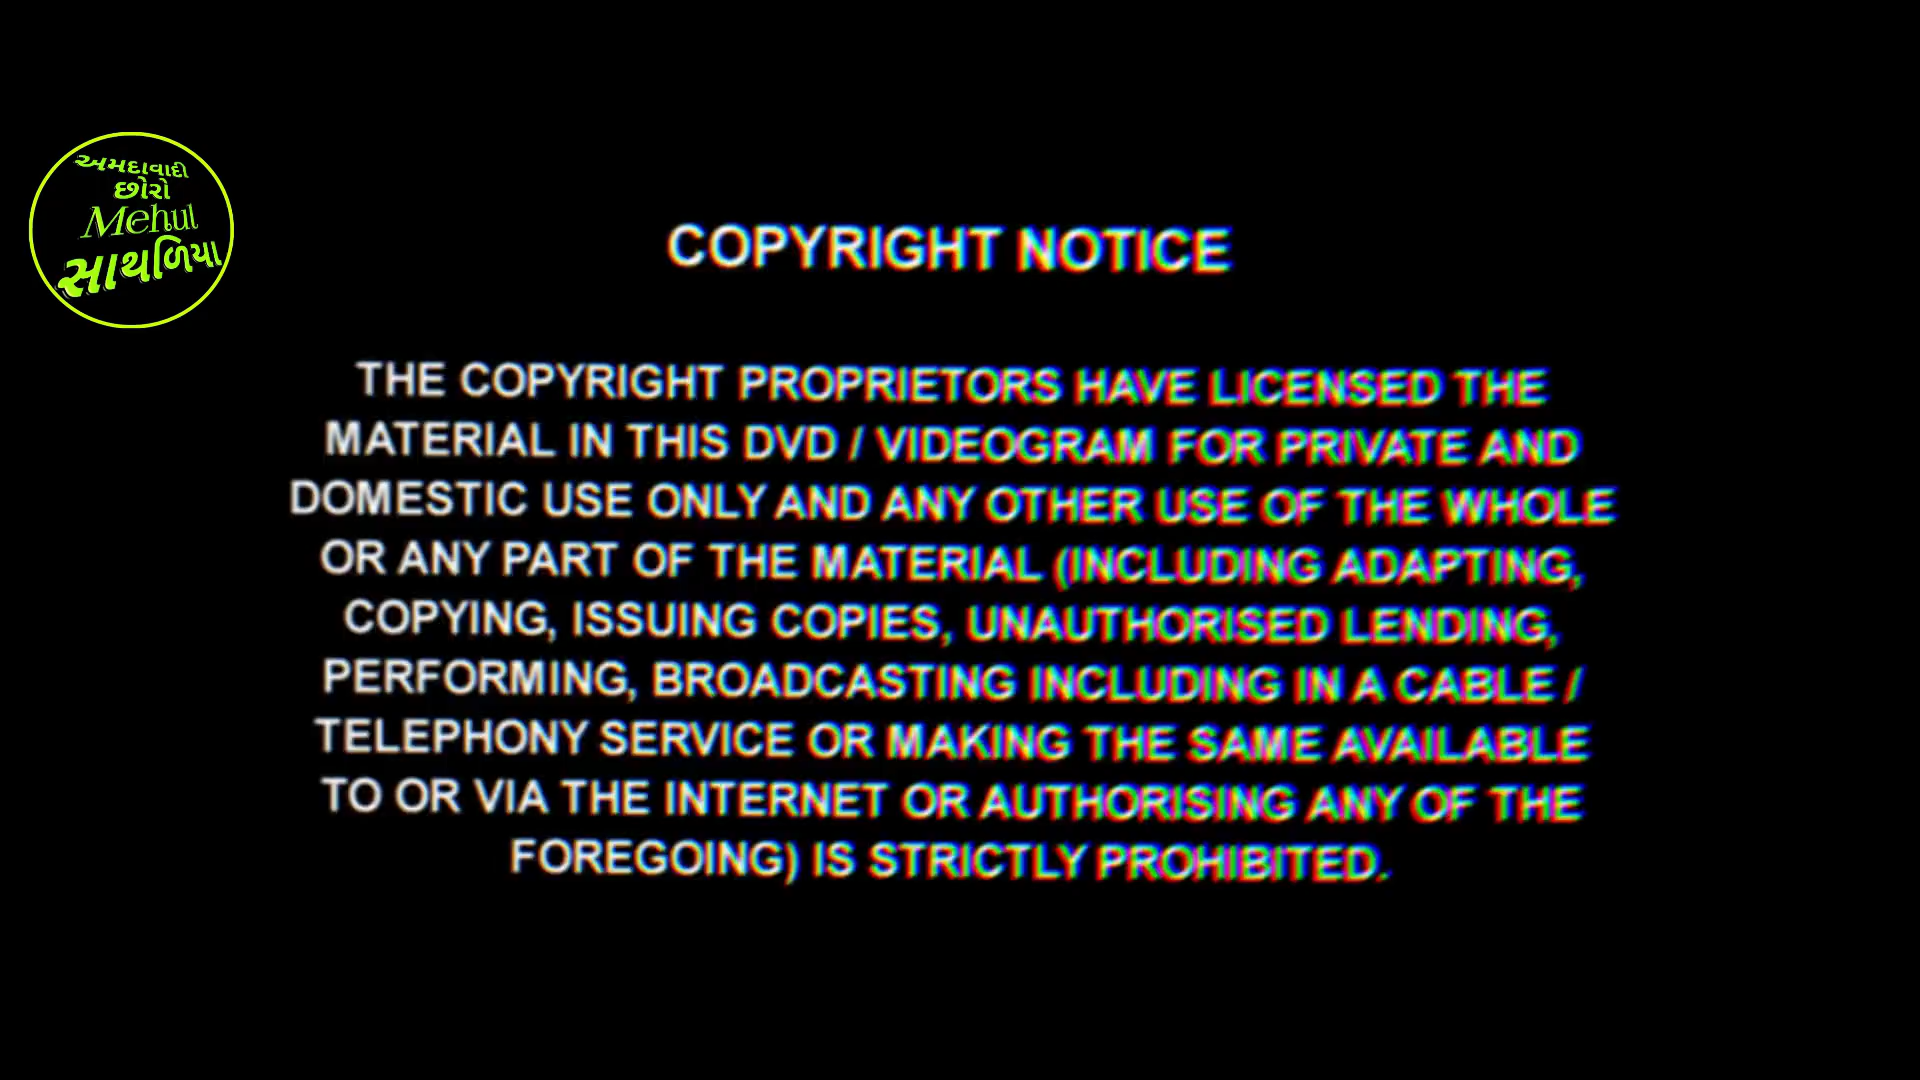 અમદાવાદી
છોરો
Mehul
સાથળિયા
COPYRIGHT NOTICE
THE COPYRIGHT PROPRIETORS HAVE LICENSED THE
MATERIAL IN THIS DVD / VIDEOGRAM FOR PRIVATE AND
DOMESTIC USE ONLY AND ANY OTHER USE OF THE WHOLE
OR ANY PART OF THE MATERIAL (INCLUDING ADAPTING,
COPYING, ISSUING COPIES, UNAUTHORISED LENDING,
PERFORMING, BROADCASTING INCLUDING IN A CABLE /
TELEPHONY SERVICE OR MAKING THE SAME AVAILABLE
TO OR VIA THE INTERNET OR AUTHORISING ANY OF THE
FOREGOING) IS STRICTLY PROHIBITED.